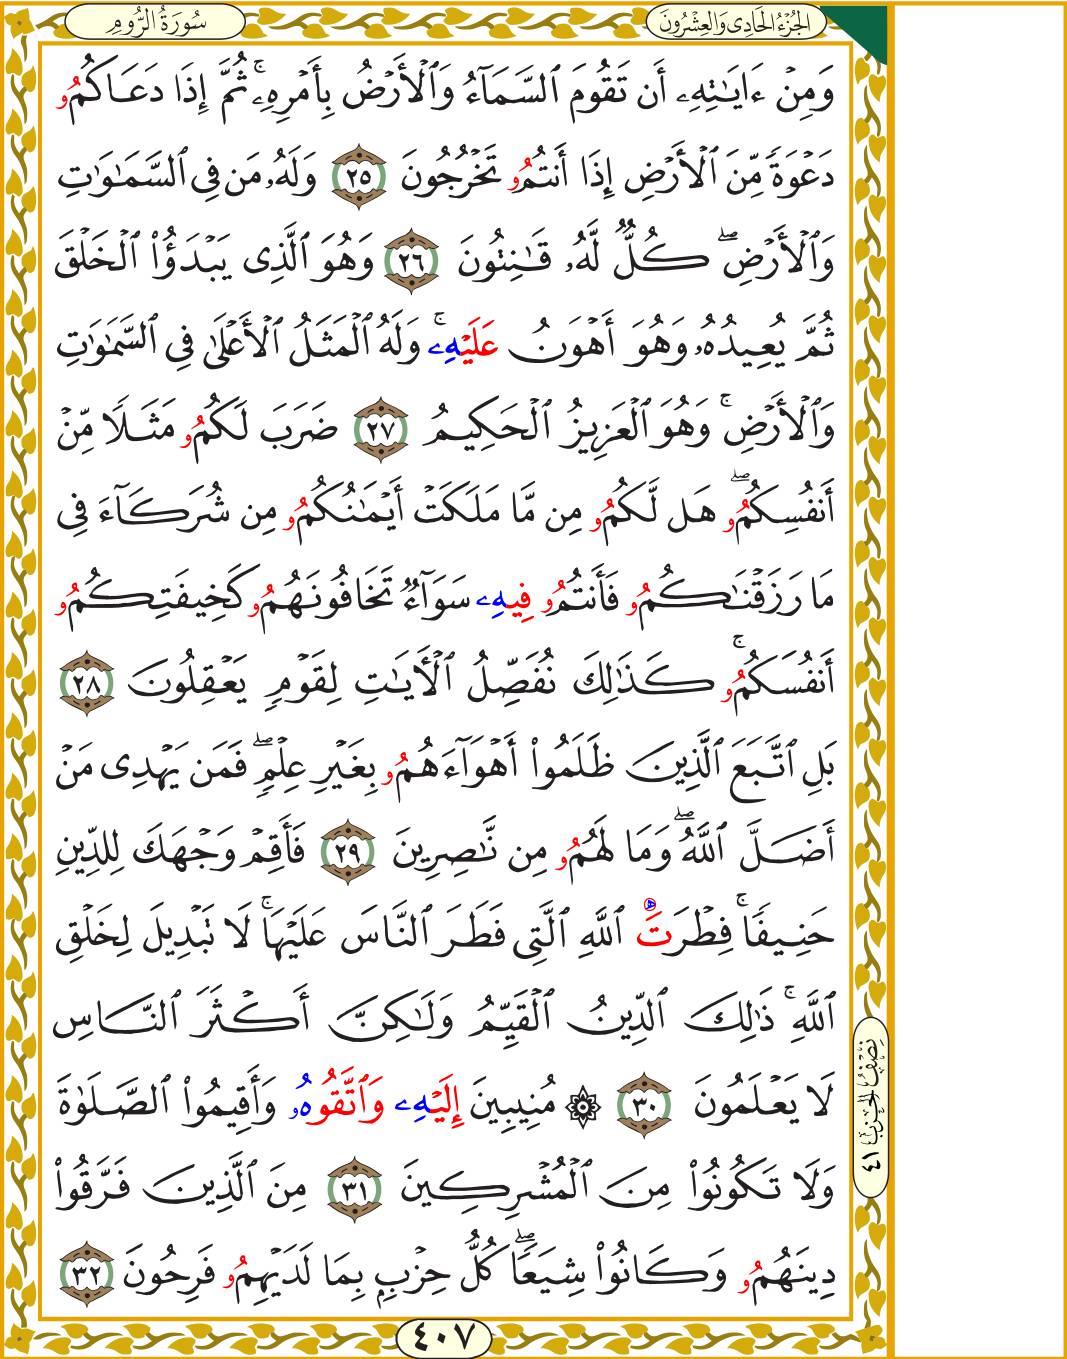 الجُزْءُ الحَادِى وَالعِشْرُونَ
سُورَةُ الرُّومِ
وَمِنْ ءَايَٰتِهِۦٓ أَن تَقُومَ ٱلسَّمَآءُ وَٱلْأَرْضُ بِأَمْرِهِۦۚ ثُمَّ إِذَا دَعَاكُمُۥ
دَعْوَةً مِّنَ ٱلْأَرْضِ إِذَا أَنتُمُۥ تَخْرُجُونَ ٢٥ وَلَهُۥ مَن فِى ٱلسَّمَٰوَٰتِ
وَٱلْأَرْضِۖ كُلٌّ لَّهُۥ قَٰنِتُونَ ٢٦ وَهُوَ ٱلَّذِى يَبْدَؤُا۟ ٱلْخَلْقَ
ثُمَّ يُعِيدُهُۥ وَهُوَ أَهْوَنُ عَلَيْهِۦۚ وَلَهُ ٱلْمَثَلُ ٱلْأَعْلَىٰ فِى ٱلسَّمَٰوَٰتِ
وَٱلْأَرْضِۚ وَهُوَ ٱلْعَزِيزُ ٱلْحَكِيمُ ٢٧ ضَرَبَ لَكُمُۥ مَثَلًا مِّنْ
أَنفُسِكُمُۥۖ هَل لَّكُمُۥ مِن مَّا مَلَكَتْ أَيْمَٰنُكُمُۥ مِن شُرَكَآءَ فِى
مَا رَزَقْنَٰكُمُۥ فَأَنتُمُۥ فِيهِۦ سَوَآءٌ تَخَافُونَهُمُۥ كَخِيفَتِكُمُۥ
أَنفُسَكُمُۥۚ كَذَٰلِكَ نُفَصِّلُ ٱلْأَيَٰتِ لِقَوْمٍ يَعْقِلُونَ ٢٨
بَلِ ٱتَّبَعَ ٱلَّذِينَ ظَلَمُوا۟ أَهْوَآءَهُمُۥ بِغَيْرِ عِلْمٍۖ فَمَن يَهْدِى مَنْ
أَضَلَّ ٱللَّهُۖ وَمَا لَهُمُۥ مِن نَّٰصِرِينَ ٢٩ فَأَقِمْ وَجْهَكَ لِلدِّينِ
حَنِيفًاۚ فِطْرَتَ ٱللَّهِ ٱلَّتِى فَطَرَ ٱلنَّاسَ عَلَيْهَاۚ لَا تَبْدِيلَ لِخَلْقِ
ٱللَّهِۚ ذَٰلِكَ ٱلدِّينُ ٱلْقَيِّمُ وَلَٰكِنَّ أَكْثَرَ ٱلنَّاسِ
لَا يَعْلَمُونَ ٣٠ ۞ مُنِيبِينَ إِلَيْهِۦ وَٱتَّقُوهُۥ وَأَقِيمُوا۟ ٱلصَّلَوٰةَ
وَلَا تَكُونُوا۟ مِنَ ٱلْمُشْرِكِينَ ٣١ مِنَ ٱلَّذِينَ فَرَّقُوا۟
دِينَهُمُۥ وَكَانُوا۟ شِيَعًاۖ كُلُّ حِزْبٍۭ بِمَا لَدَيْهِمُۥ فَرِحُونَ ٣٢
نِصْفُ الحِزْبِ ٤١
٤٠٧